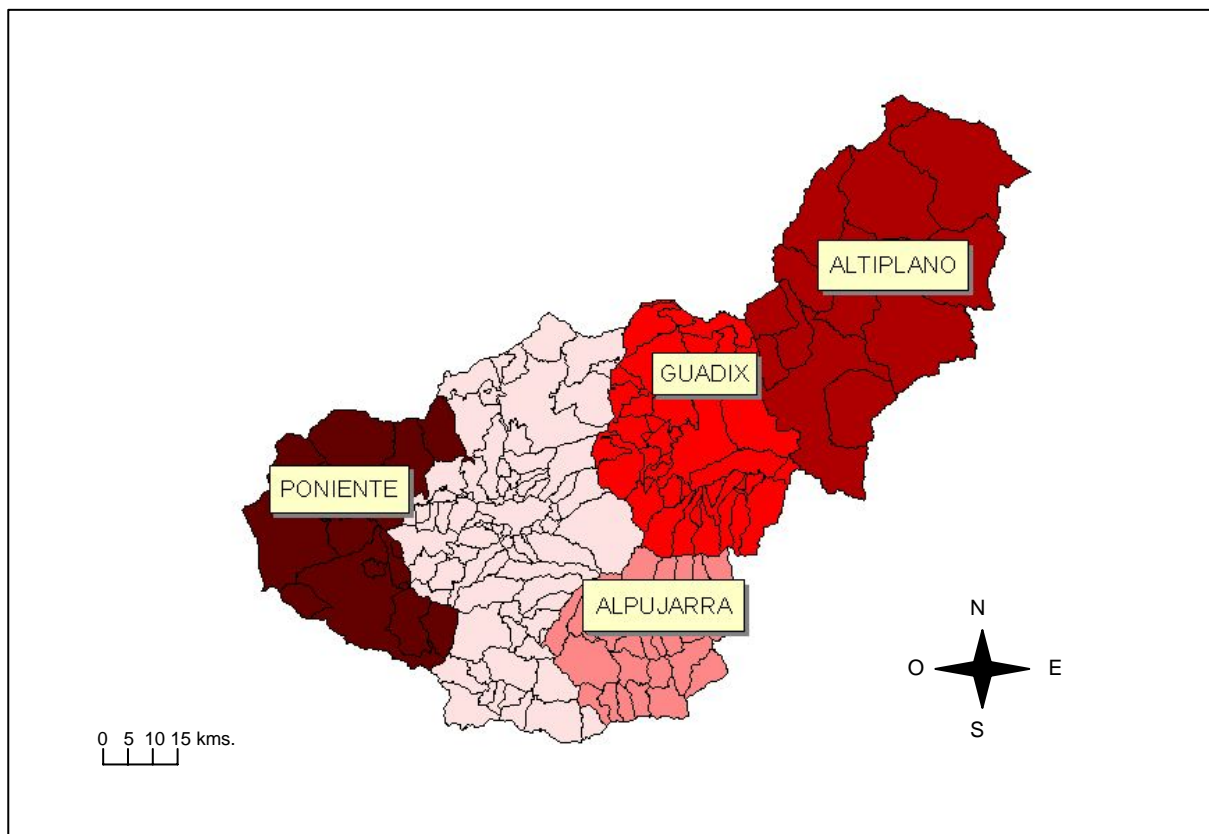 ALTIPLANO
GUADIX
PONIENTE
ALPUJARRA
N
O E
S
0 5 10 15 kms.